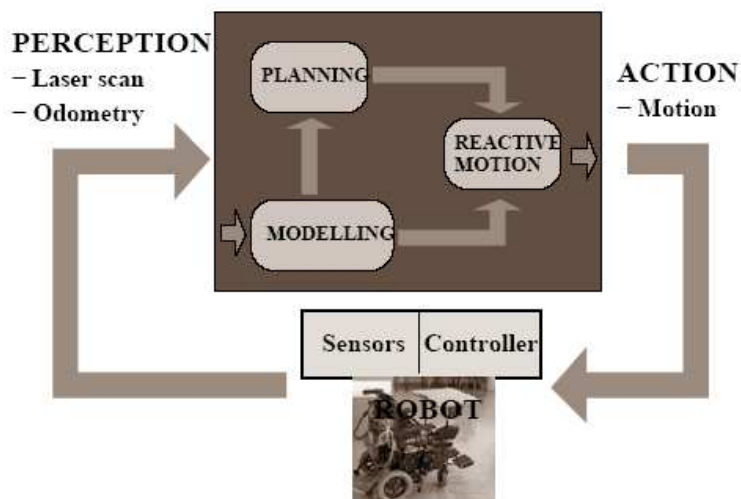 PERCEPTION
– Laser scan
– Odometry
PLANNING
REACTIVE
MOTION
MODELLING
ACTION
– Motion
Sensors
Controller
ROBOT